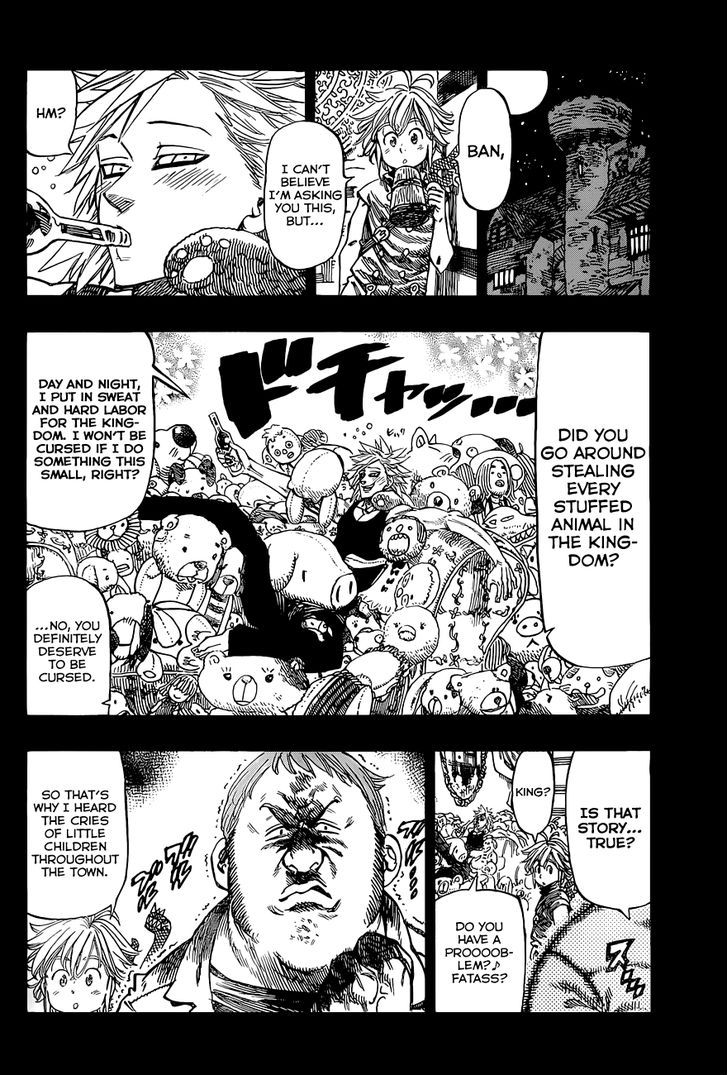 BAN,
I CAN'T
BELIEVE
I'M ASKING
YOU THIS,
BUT...
HM?
DID YOU
GO AROUND
STEALING
EVERY
STUFFED
ANIMAL IN
THE KING-
DOM?
ドチャッ...
DAY AND NIGHT,
I PUT IN SWEAT
AND HARD LABOR
FOR THE KING-
DOM. I WON'T BE
CURSED IF I DO
SOMETHING THIS
SMALL, RIGHT?
...NO, YOU
DEFINITELY
DESERVE
TO BE
CURSED.
IS THAT
STORY...
TRUE?
KING?
DO YOU
HAVE A
PROOOOB-
LEM?♪
FATASS?
SO THAT'S
WHY I HEARD
THE CRIES
OF LITTLE
CHILDREN
THROUGHOUT
THE TOWN.